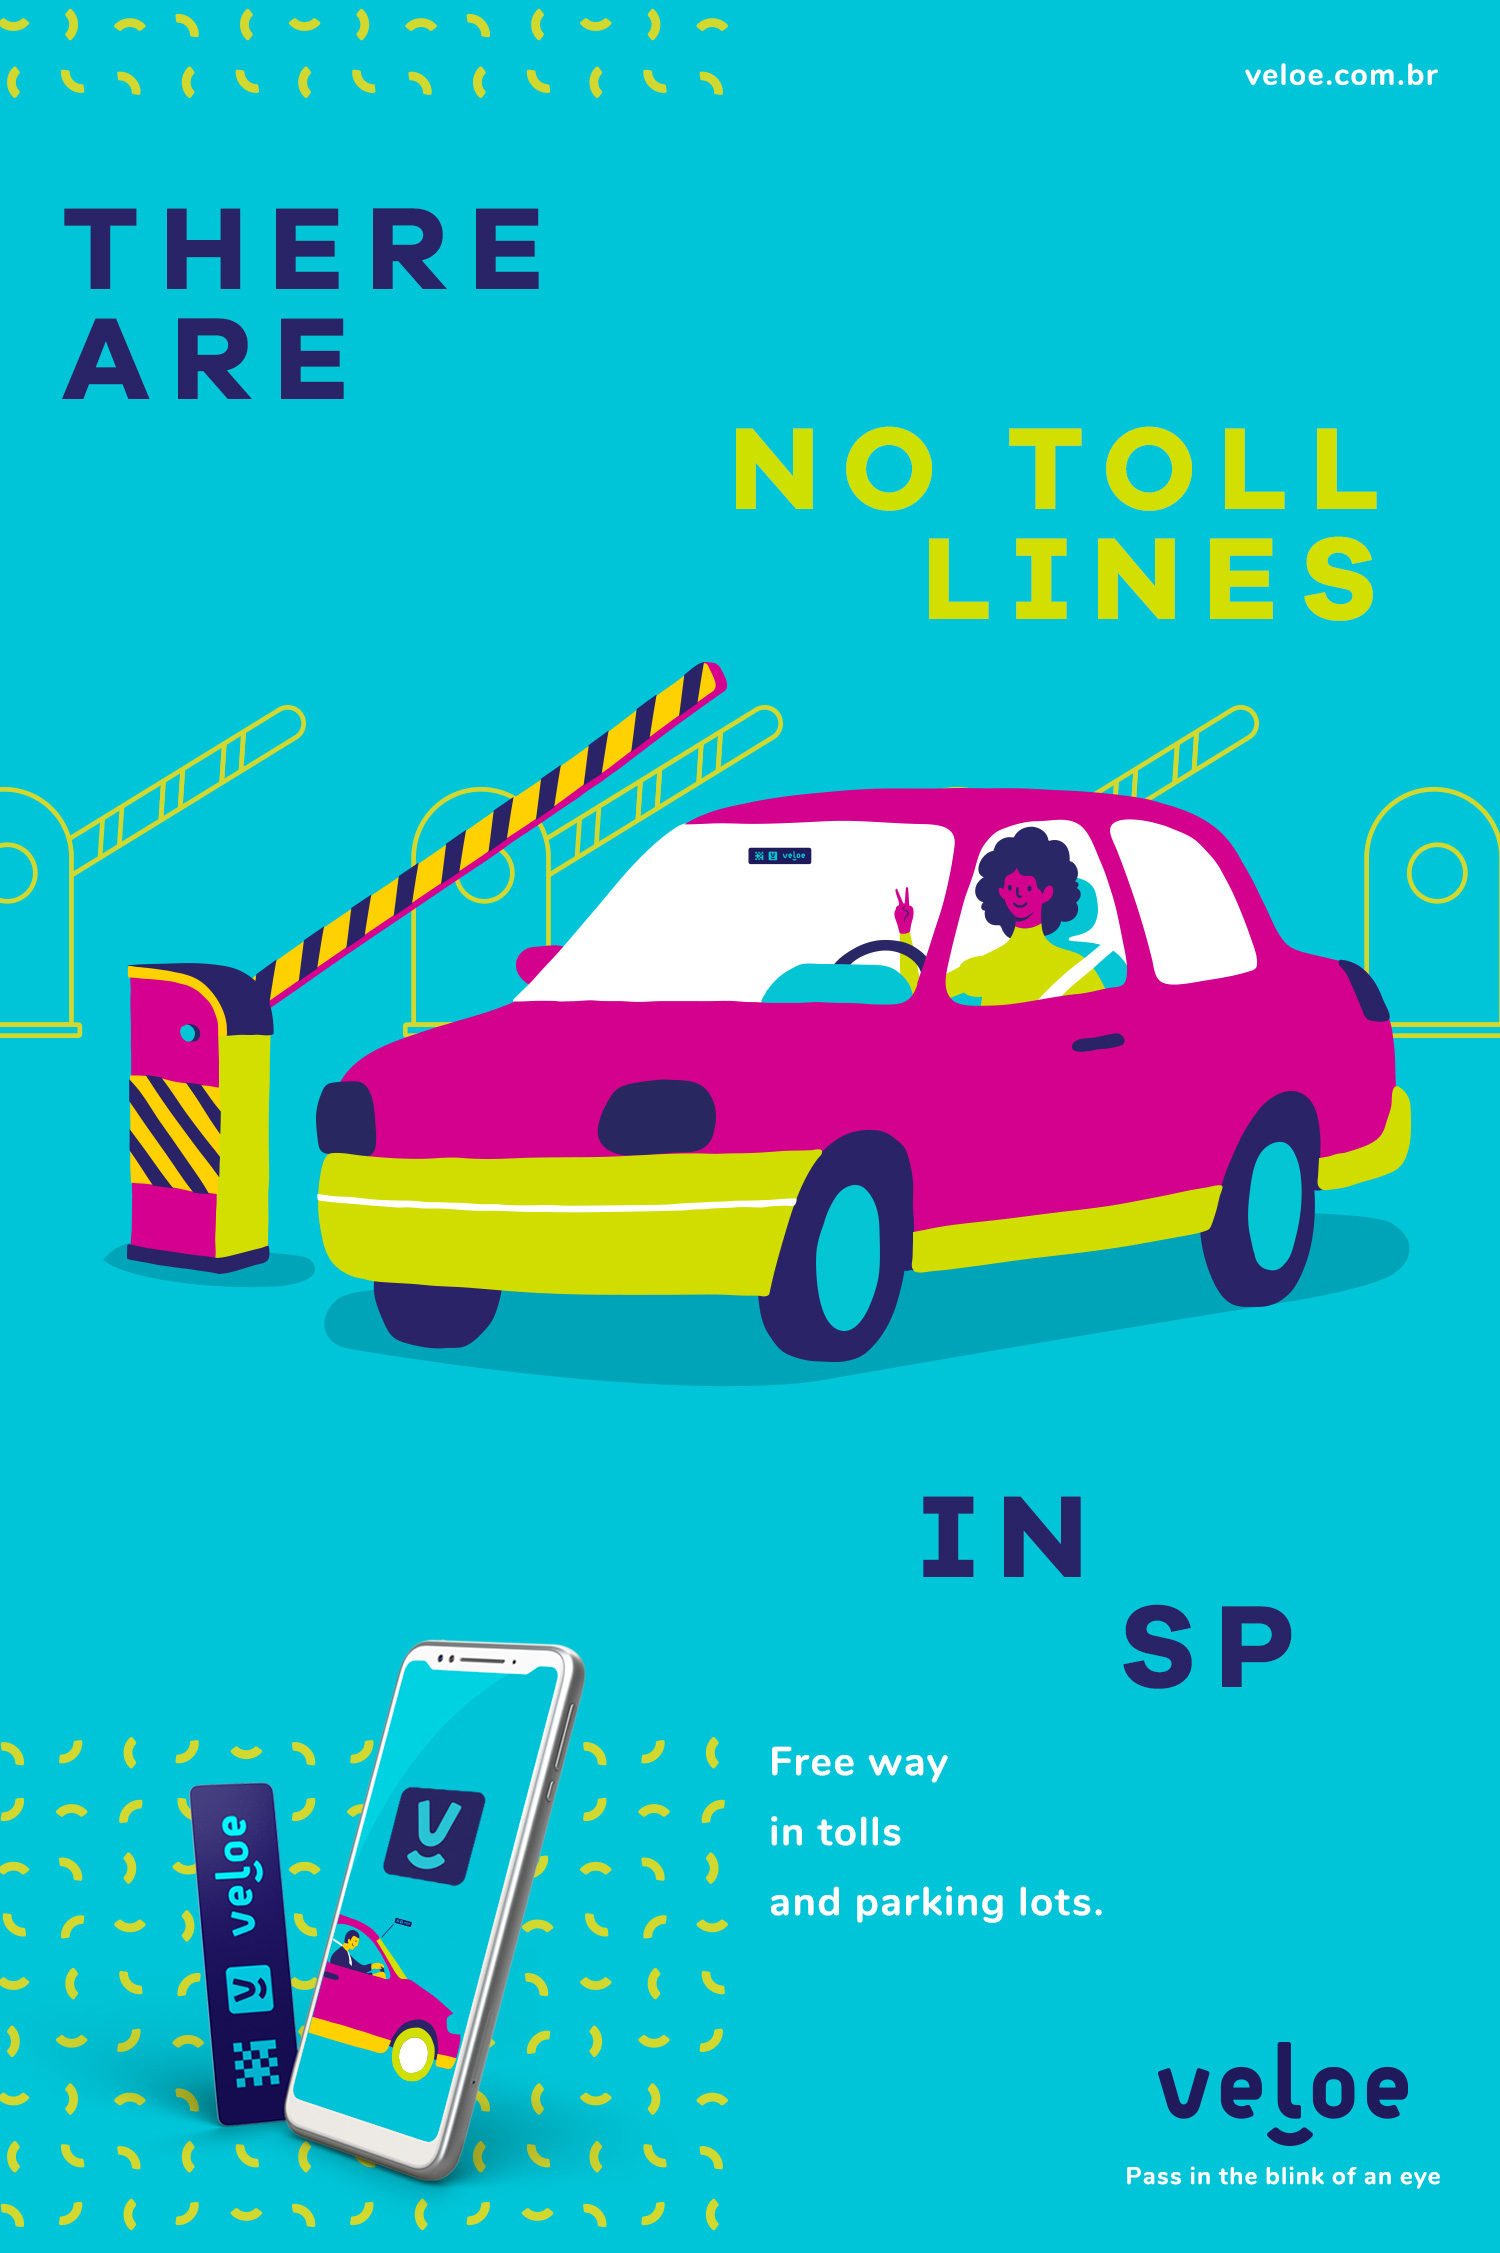 veloe.com.br
THERE
ARE
NO TOLL
LINES
veloe
IN
SP
Free way
in tolls
and parking lots.
veloe
V
V
veloe
Pass in the blink of an eye